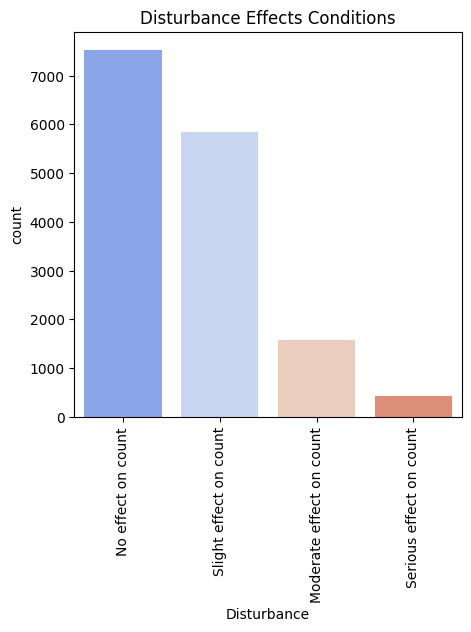 Disturbance Effects Conditions
7000
6000
5000
4000
3000
2000
1000
0
count
No effect on count
Slight effect on count
Moderate effect on count
Serious effect on count
Disturbance